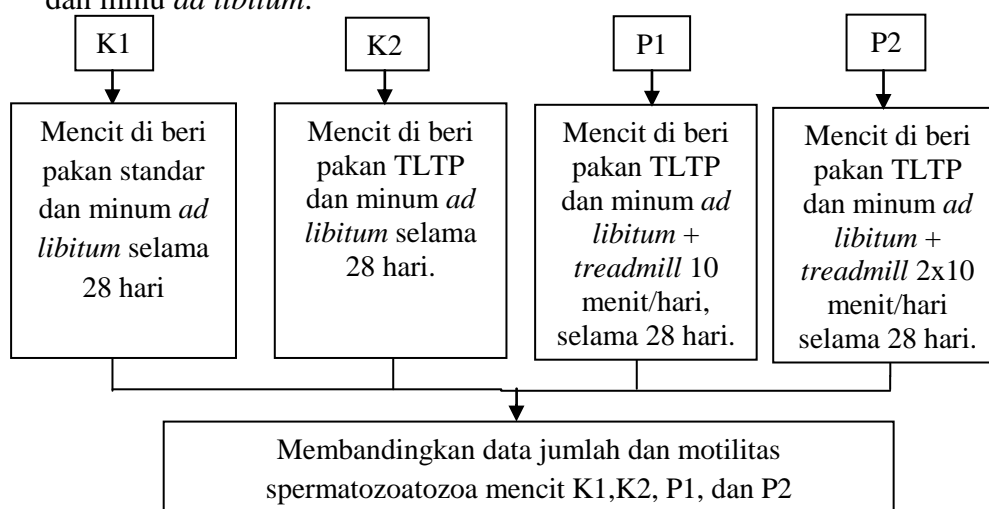 dan minu ad libitum.
K1
K2
P1
P2
Mencit di beri
pakan standar
dan minum ad
libitum selama
28 hari
Mencit di beri
pakan TLTP
dan minum ad
libitum selama
28 hari.
Mencit di beri
pakan TLTP
dan minum ad
libitum +
treadmill 10
menit/hari,
selama 28 hari.
Mencit di beri
pakan TLTP
dan minum ad
libitum +
treadmill 2x10
menit/hari
selama 28 hari.
Membandingkan data jumlah dan motilitas
spermatozoatozoa mencit K1,K2, P1, dan P2